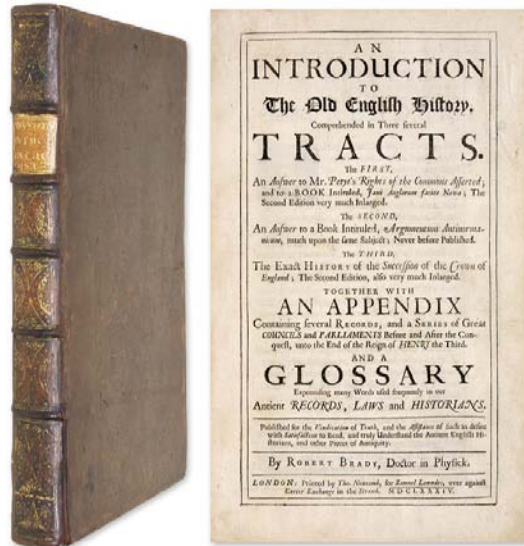 AN
INTRODUCTION
TO
The Old English History.
Comprehended in Three several
TRACTS.
The FIRST,
An Answer to Mr. Petyt's Rights of the Commons Asserted;
and to a BOOK Intituled, Jani Anglorum facies Nova; The
Second Edition very much Inlarged.
The SECOND,
An Answer to a Book Intituled, Argumentum Antinorma-
nicum, much upon the same Subject; Never before Published.
The THIRD,
The Exact HISTORY of the Succession of the Crown of
England; The Second Edition, also very much Inlarged.
TOGETHER WITH
AN APPENDIX
Containing several RECORDS, and a SERIES of Great
COUNCILS and PARLIAMENTS Before and After the Con-
quest, unto the End of the Reign of HENRY the Third.
AND A
GLOSSARY
Expounding many Words used frequently in our
Antient RECORDS, LAWS and HISTORIANS.
Published for the Vindication of Truth, and the Assistance of such as desire
with Satisfaction to Read, and truly Understand the Antient English Hi-
storians, and other Pieces of Antiquity.
By ROBERT BRADY, Doctor in Physick.
LONDON: Printed by Tho. Newcomb, for Samuel Lowndes, over against
Exeter Exchange in the Strand. MDCLXXXIV.